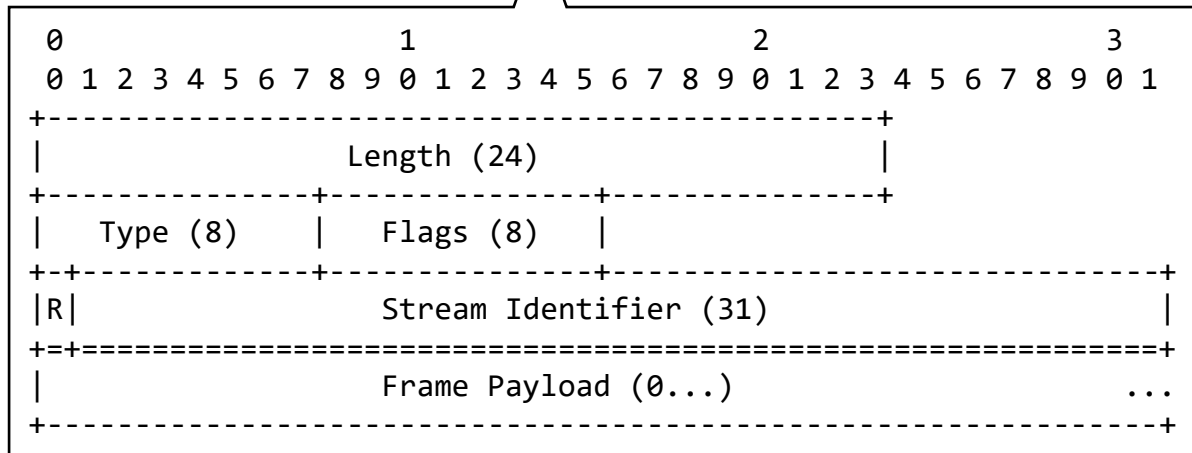 0                   1                   2                   3
0 1 2 3 4 5 6 7 8 9 0 1 2 3 4 5 6 7 8 9 0 1 2 3 4 5 6 7 8 9 0 1
+-----------------------------------------------+
|                 Length (24)                   |
+---------------+---------------+---------------+
|   Type (8)    |   Flags (8)   |
+-+-------------+---------------+-------------------------------+
|R|                 Stream Identifier (31)                      |
+=+=============================================================+
|                   Frame Payload (0...)                      ...
+---------------------------------------------------------------+